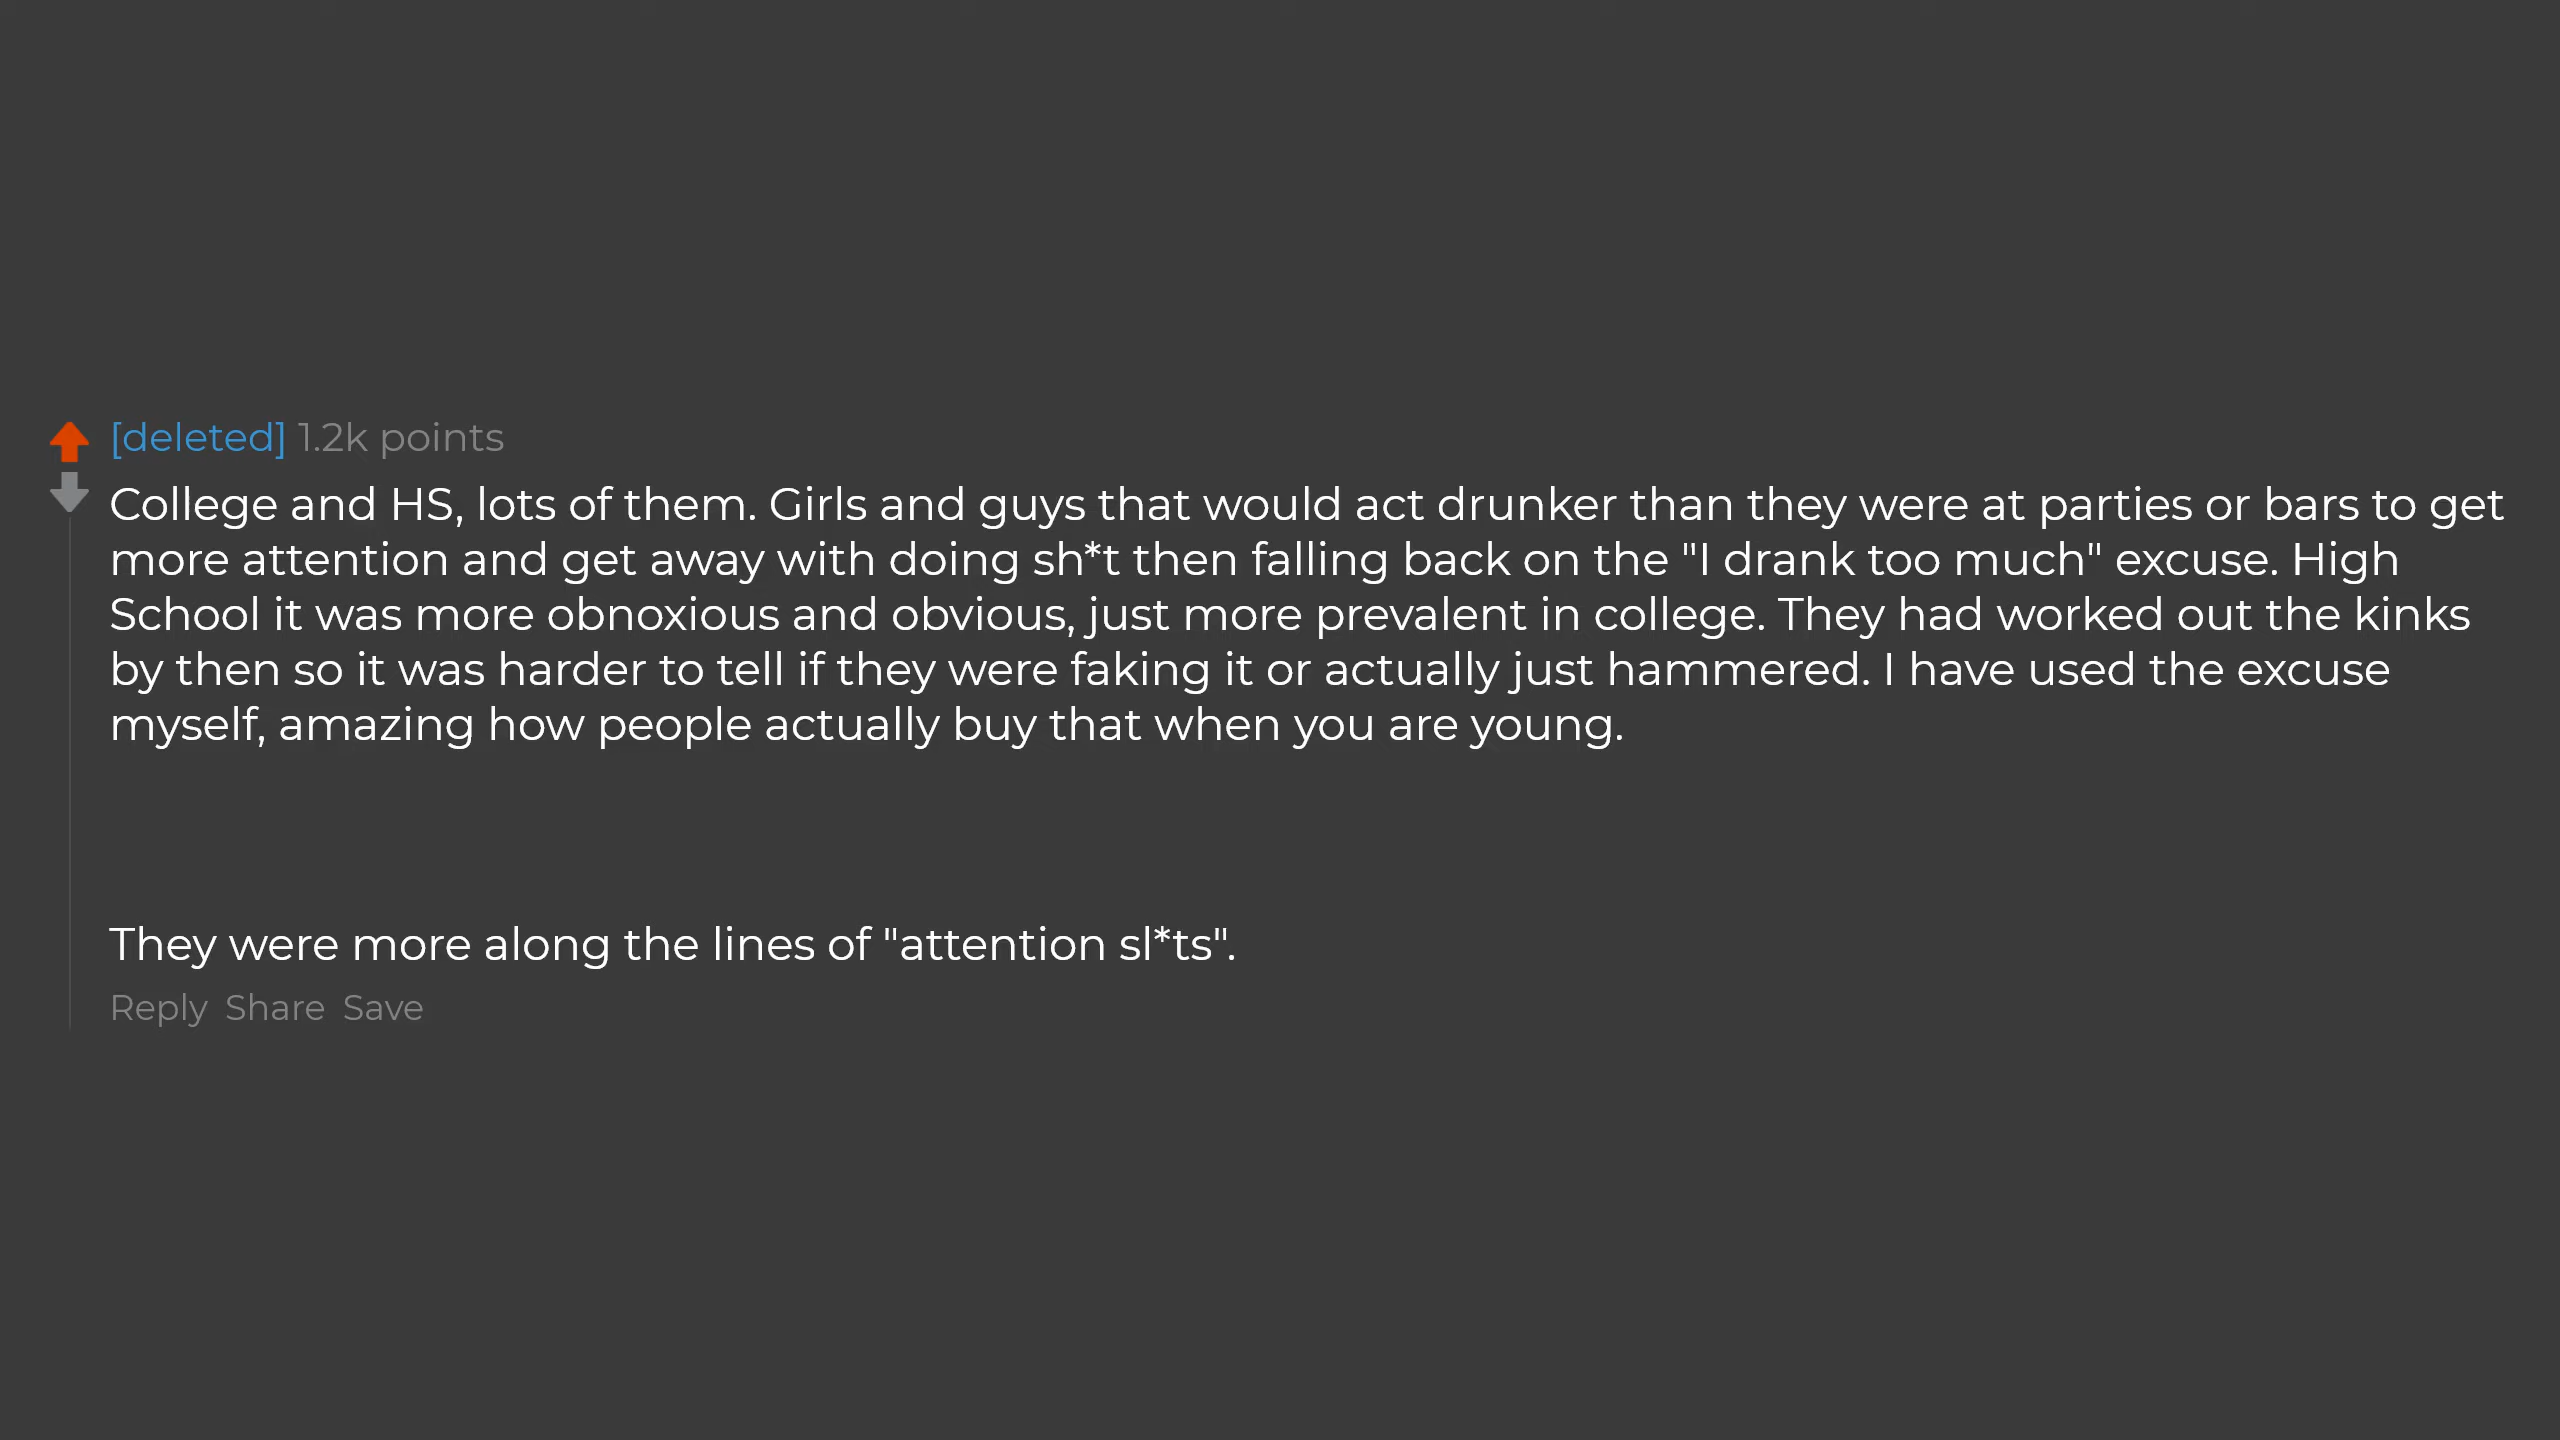 [deleted] 1.2k points
College and HS, lots of them. Girls and guys that would act drunker than they were at parties or bars to get
more attention and get away with doing sh*t then falling back on the "I drank too much" excuse. High
School it was more obnoxious and obvious, just more prevalent in college. They had worked out the kinks
by then so it was harder to tell if they were faking it or actually just hammered. I have used the excuse
myself, amazing how people actually buy that when you are young.
They were more along the lines of "attention sl*ts".
Reply Share Save